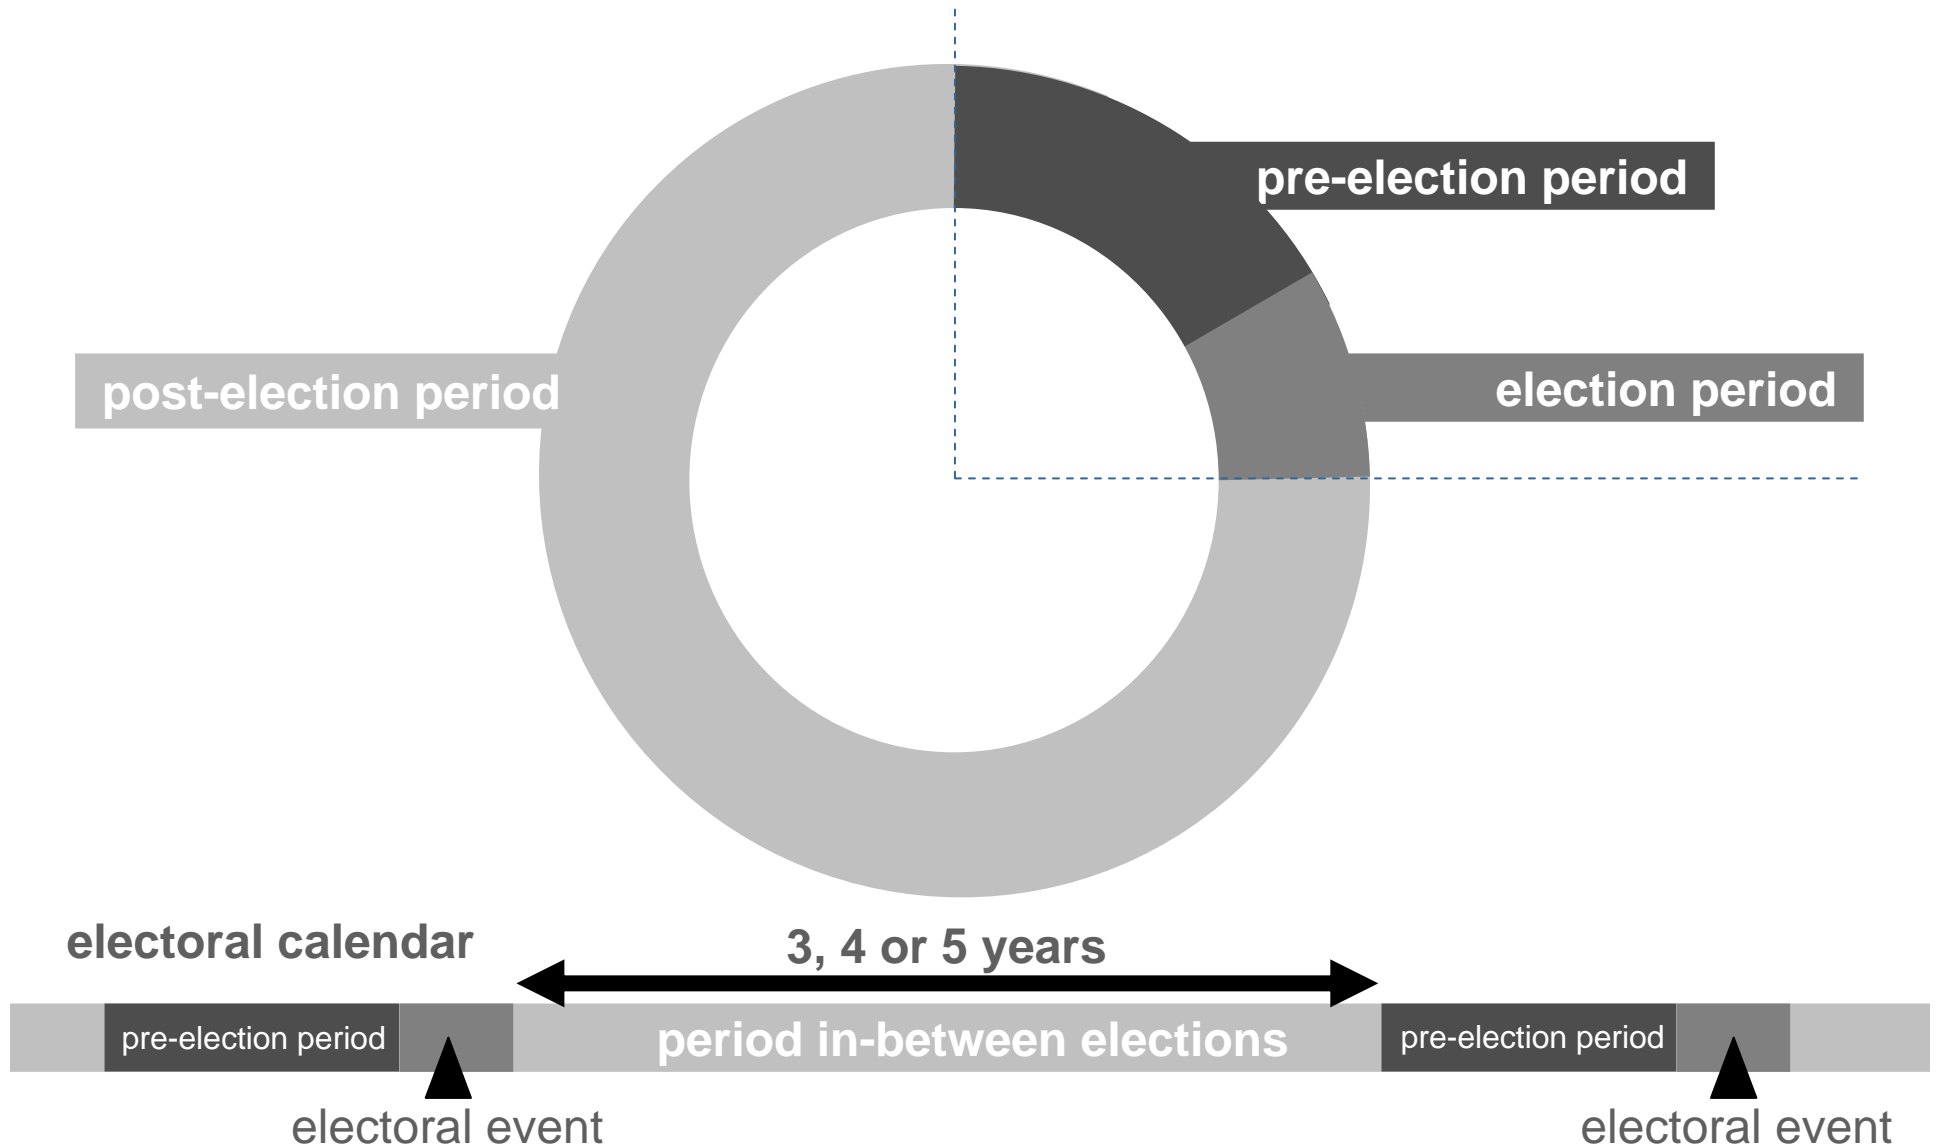 pre-election period
post-election period
election period
electoral calendar
3, 4 or 5 years
pre-election period
period in-between elections
pre-election period
electoral event
electoral event